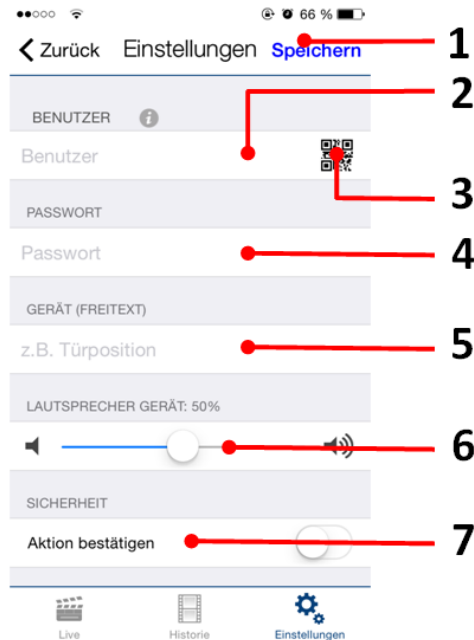 66 %
Zurück Einstellungen Speichern
1
2
BENUTZER i
Benutzer
3
PASSWORT
Passwort
4
GERÄT (FREITEXT)
z.B. Türposition
5
LAUTSPRECHER GERÄT: 50%
6
SICHERHEIT
Aktion bestätigen
7
Live Historie Einstellungen